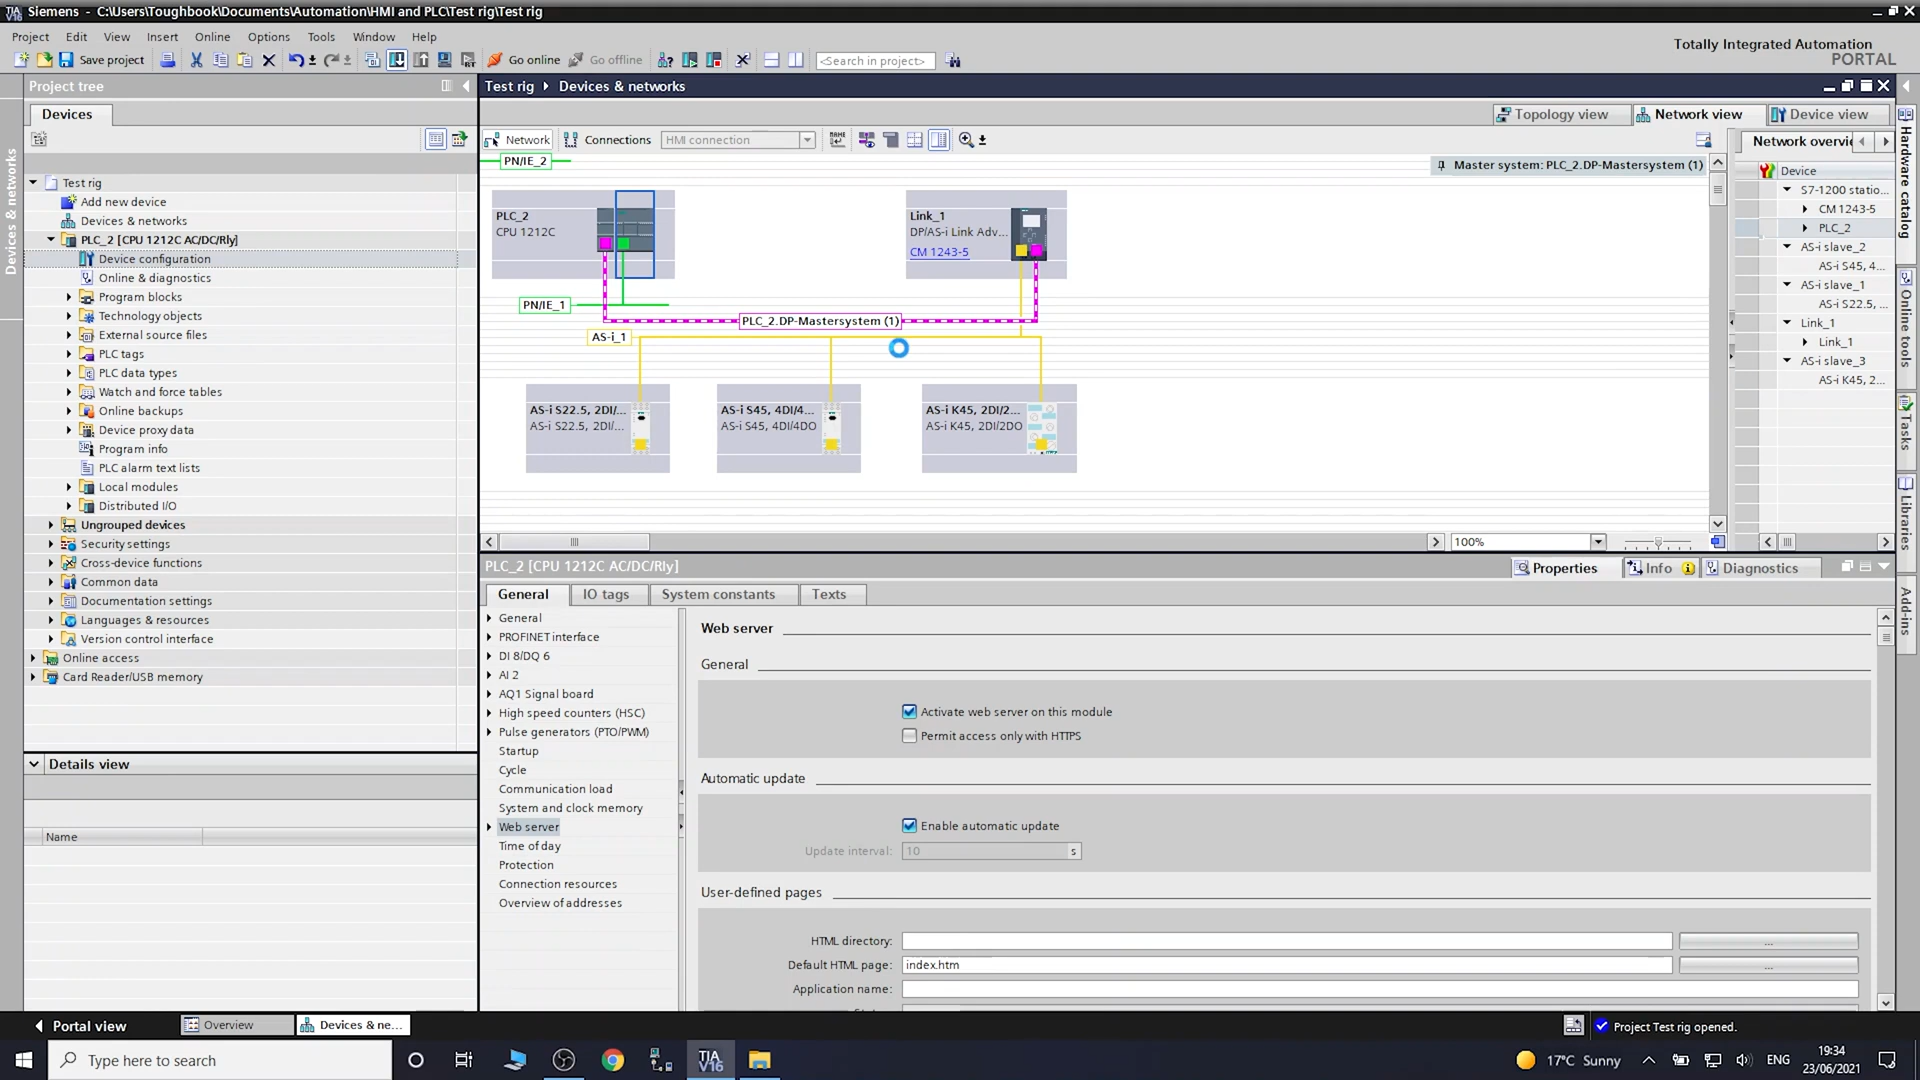 Siemens - C:\Users\Toughbook\Documents\Automation\HMI and PLC\Test rig\Test rig
Project Edit View Insert Online Options Tools Window Help
Totally Integrated Automation
PORTAL
Save project
Go online
Go offline
<Search in project>
Project tree
Test rig
Devices & networks
Devices
Topology view
Network view
Device view
Network
Connections
HMI connection
Network overvi
PN/IE_2
Master system: PLC_2.DP-Mastersystem (1)
Device
Test rig
Add new device
Devices & networks
PLC_2 [CPU 1212C AC/DC/Rly]
Device configuration
Online & diagnostics
Program blocks
Technology objects
External source files
PLC tags
PLC data types
Watch and force tables
Online backups
Device proxy data
Program info
PLC alarm text lists
Local modules
Distributed I/O
Ungrouped devices
Security settings
Cross-device functions
Common data
Documentation settings
Languages & resources
Version control interface
Online access
Card Reader/USB memory
PLC_2
CPU 1212C
Link_1
DP/AS-i Link Adv...
CM 1243-5
PN/IE_1
PLC_2.DP-Mastersystem (1)
AS-i_1
AS-i S22.5, 2DI/...
AS-i S22.5, 2DI/...
AS-i S45, 4DI/4...
AS-i S45, 4DI/4DO
AS-i K45, 2DI/2...
AS-i K45, 2DI/2DO
S7-1200 statio...
CM 1243-5
PLC_2
AS-i slave_2
AS-i S45, 4...
AS-i slave_1
AS-i S22.5, ...
Link_1
Link_1
AS-i slave_3
AS-i K45, 2...
100%
Devices & networks
Hardware catalog
Online tools
Tasks
Libraries
Add-ins
PLC_2 [CPU 1212C AC/DC/Rly]
Properties
Info
Diagnostics
General
IO tags
System constants
Texts
General
PROFINET interface
DI 8/DQ 6
AI 2
AQ1 Signal board
High speed counters (HSC)
Pulse generators (PTO/PWM)
Startup
Cycle
Communication load
System and clock memory
Web server
Time of day
Protection
Connection resources
Overview of addresses
Web server
General
Activate web server on this module
Permit access only with HTTPS
Automatic update
Enable automatic update
Update interval: 10 s
User-defined pages
HTML directory: ...
Default HTML page: index.htm ...
Application name:
Details view
Name
Portal view
Overview
Devices & ne...
Project Test rig opened.
Type here to search
TIA
V16
17°C Sunny
ENG
19:34
23/06/2021